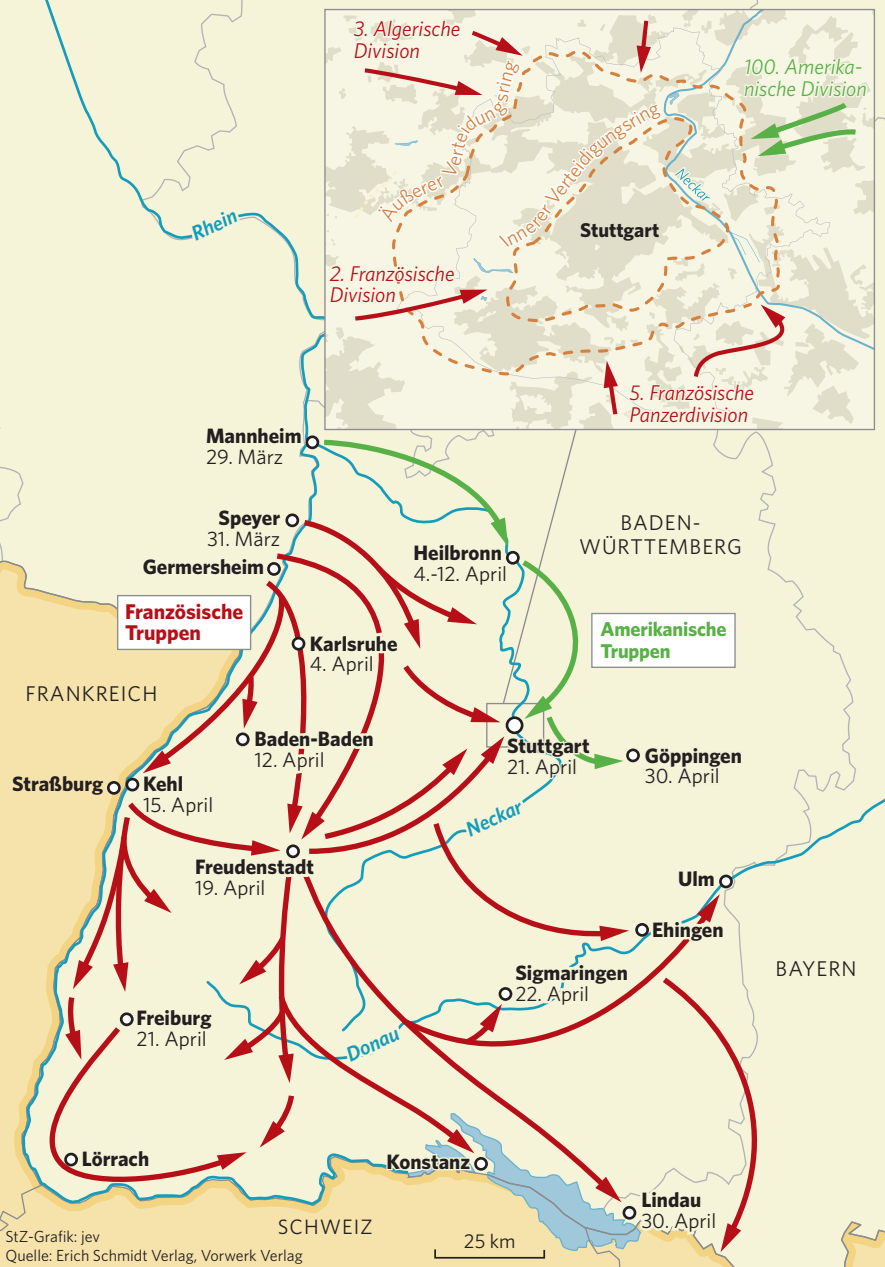 3. Algerische
Division
100. Amerika-
nische Division
Äußerer Verteidungsring
Innerer Verteidigungsring
Neckar
Stuttgart
2. Französische
Division
5. Französische
Panzerdivision
Rhein
Mannheim
29. März
Speyer
31. März
Germersheim
Heilbronn
4.-12. April
BADEN-
WÜRTTEMBERG
Französische
Truppen
Karlsruhe
4. April
Amerikanische
Truppen
FRANKREICH
Baden-Baden
12. April
Stuttgart
21. April
Göppingen
30. April
Straßburg
Kehl
15. April
Neckar
Freudenstadt
19. April
Ulm
Ehingen
BAYERN
Sigmaringen
22. April
Freiburg
21. April
Donau
Lörrach
Konstanz
Lindau
30. April
SCHWEIZ
25 km
StZ-Grafik: jev
Quelle: Erich Schmidt Verlag, Vorwerk Verlag